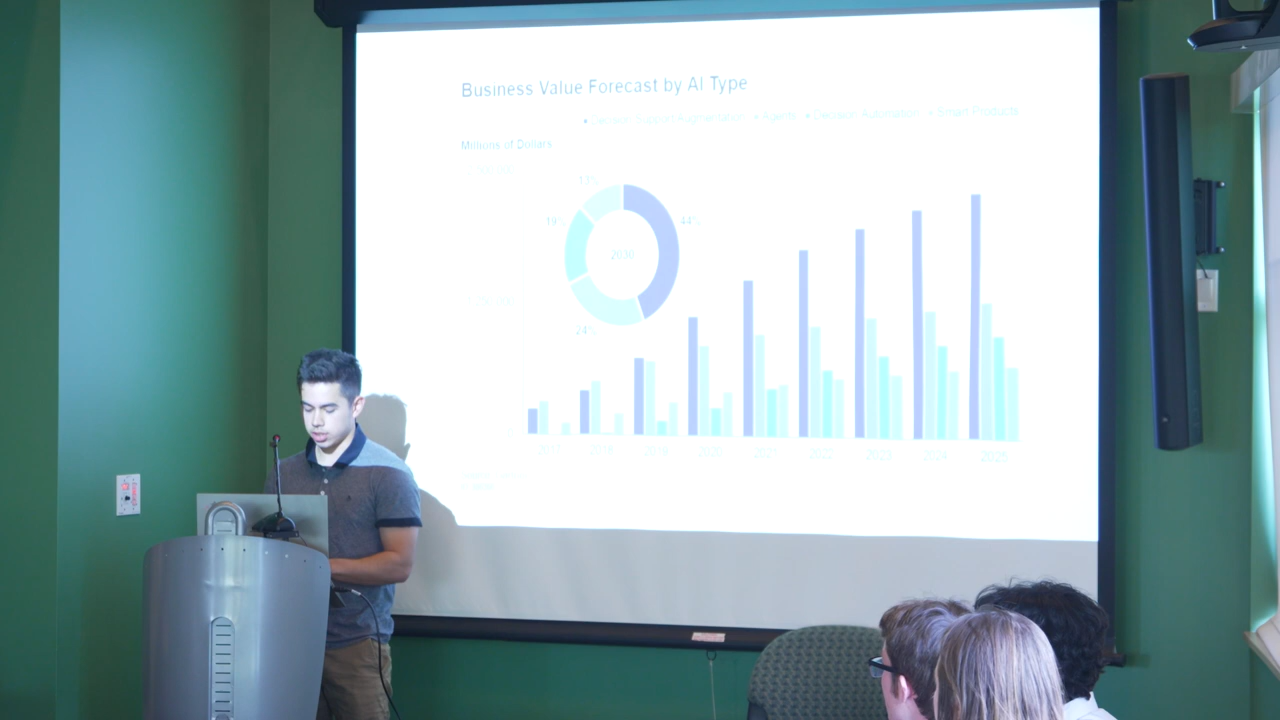 Business Value Forecast by AI Type
Decision Support/Augmentation Agents Decision Automation Smart Products
Millions of Dollars
19% 44%
2030
24%
2017 2018 2019 2020 2021 2022 2023 2024 2025